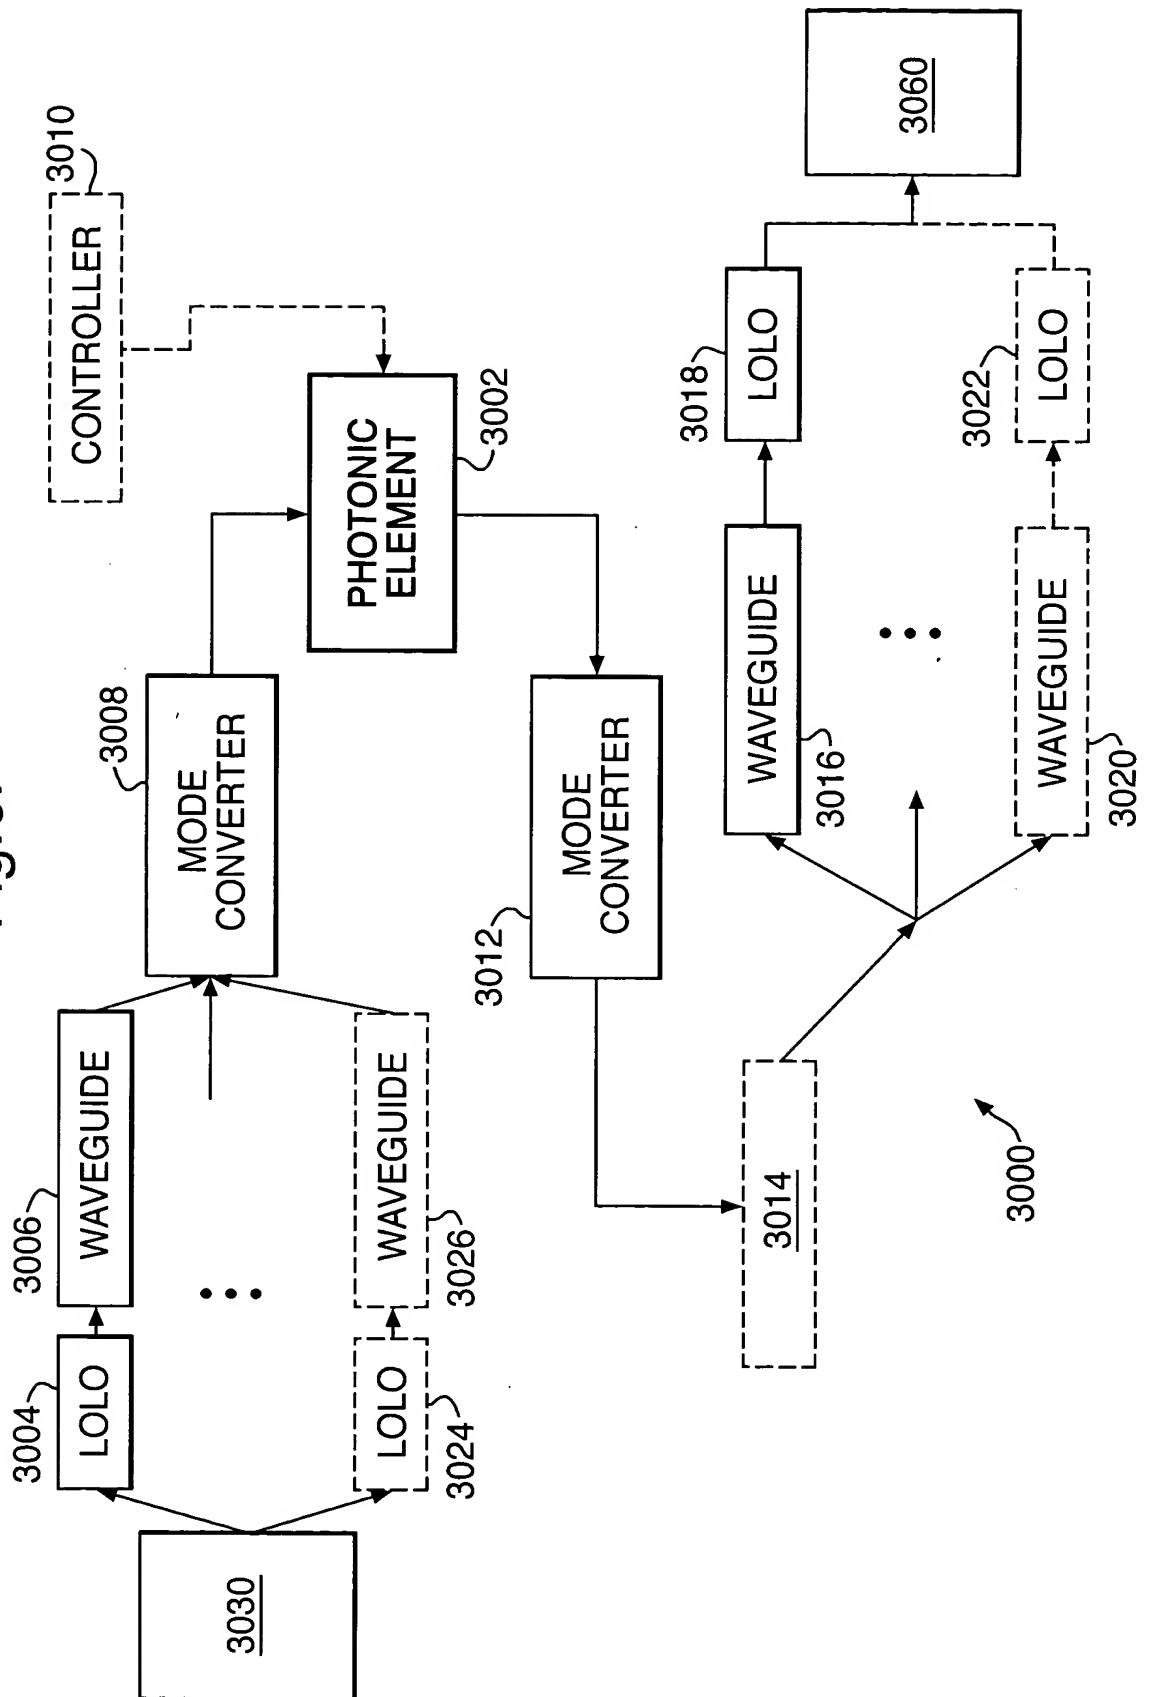 3030
3004
LOLO
3006
WAVEGUIDE
3024
LOLO
3026
WAVEGUIDE
3008
MODE
CONVERTER
3010
CONTROLLER
PHOTONIC
ELEMENT
3002
3012
MODE
CONVERTER
3014
3000
3016
WAVEGUIDE
3018
LOLO
3020
WAVEGUIDE
3022
LOLO
3060